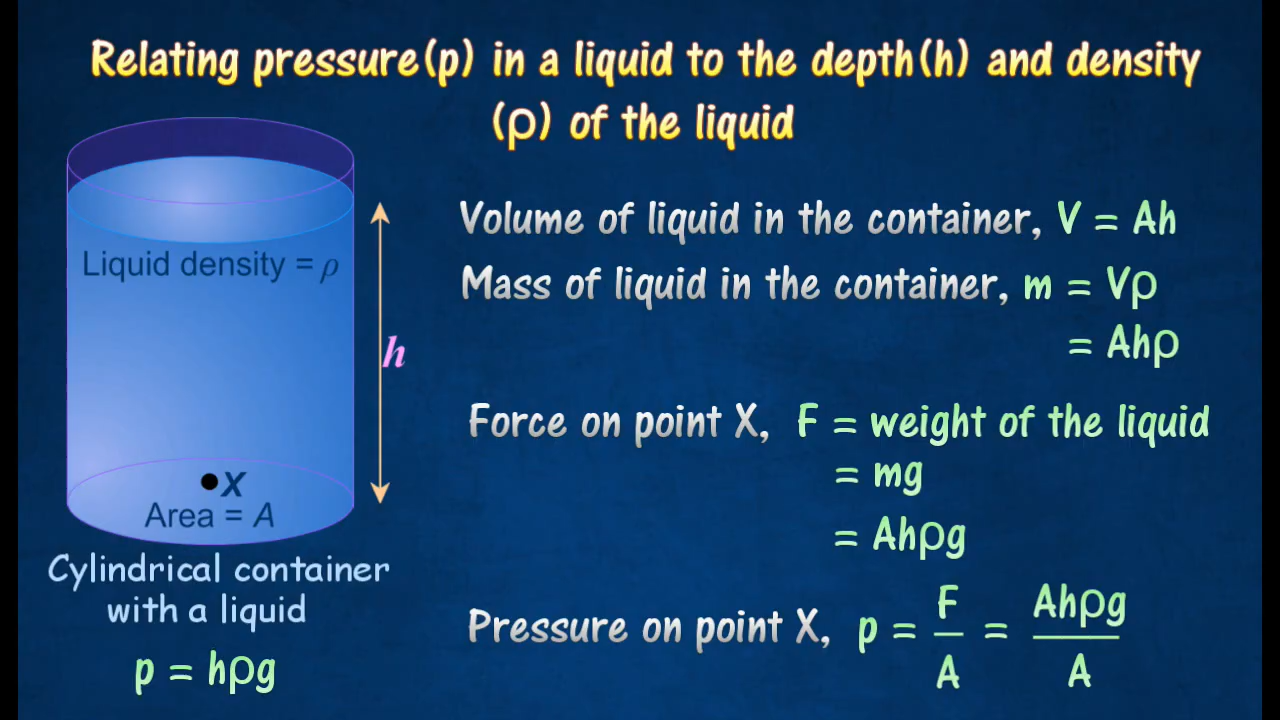 Relating pressure(p) in a liquid to the depth(h) and density
(ρ) of the liquid
Liquid density = ρ
h
X
Area = A
Cylindrical container
with a liquid
p = hρg
Volume of liquid in the container, V = Ah
Mass of liquid in the container, m = Vρ
= Ahρ
Force on point X, F = weight of the liquid
= mg
= Ahρg
Pressure on point X, p = F/A = Ahρg/A